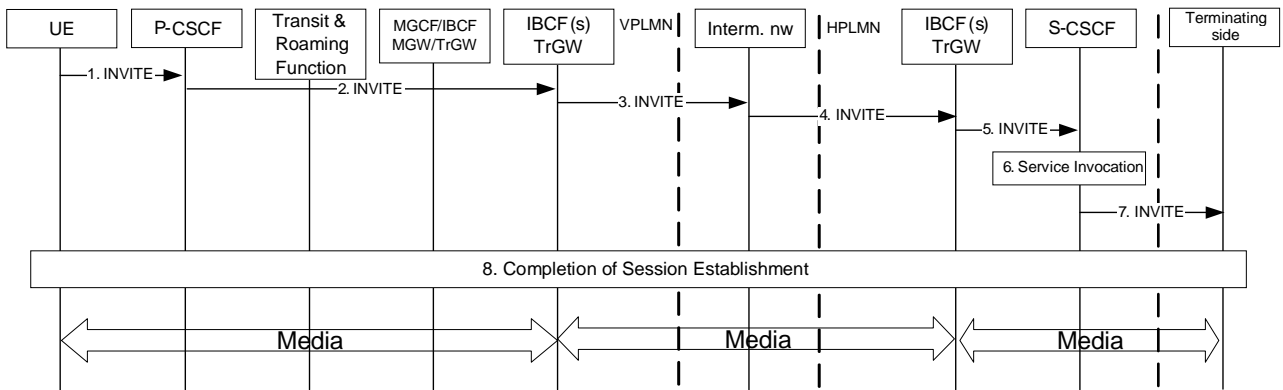 UE
P-CSCF
Transit &
Roaming
Function
MGCF/IBCF
MGW/TrGW
IBCF (s)
TrGW
VPLMN
Interm. nw
HPLMN
IBCF (s)
TrGW
S-CSCF
Terminating
side
1. INVITE
2. INVITE
3. INVITE
4. INVITE
5. INVITE
6. Service Invocation
7. INVITE
8. Completion of Session Establishment
Media
Media
Media